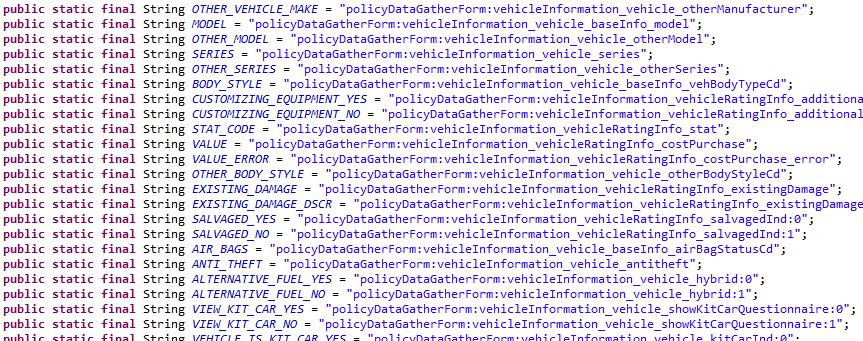 public static final String OTHER_VEHICLE_MAKE = "policyDataGatherForm:vehicleInformation_vehicle_otherManufacturer";
public static final String MODEL = "policyDataGatherForm:vehicleInformation_vehicle_baseInfo_model";
public static final String OTHER_MODEL = "policyDataGatherForm:vehicleInformation_vehicle_otherModel";
public static final String SERIES = "policyDataGatherForm:vehicleInformation_vehicle_series";
public static final String OTHER_SERIES = "policyDataGatherForm:vehicleInformation_vehicle_otherSeries";
public static final String BODY_STYLE = "policyDataGatherForm:vehicleInformation_vehicle_baseInfo_vehBodyTypeCd";
public static final String CUSTOMIZING_EQUIPMENT_YES = "policyDataGatherForm:vehicleInformation_vehicleRatingInfo_additiona
public static final String CUSTOMIZING_EQUIPMENT_NO = "policyDataGatherForm:vehicleInformation_vehicleRatingInfo_additional
public static final String STAT_CODE = "policyDataGatherForm:vehicleInformation_vehicleRatingInfo_stat";
public static final String VALUE = "policyDataGatherForm:vehicleInformation_vehicleRatingInfo_costPurchase";
public static final String VALUE_ERROR = "policyDataGatherForm:vehicleInformation_vehicleRatingInfo_costPurchase_error";
public static final String OTHER_BODY_STYLE = "policyDataGatherForm:vehicleInformation_vehicle_otherBodyStyleCd";
public static final String EXISTING_DAMAGE = "policyDataGatherForm:vehicleInformation_vehicleRatingInfo_existingDamage";
public static final String EXISTING_DAMAGE_DSCR = "policyDataGatherForm:vehicleInformation_vehicleRatingInfo_existingDamage
public static final String SALVAGED_YES = "policyDataGatherForm:vehicleInformation_vehicleRatingInfo_salvagedInd:0";
public static final String SALVAGED_NO = "policyDataGatherForm:vehicleInformation_vehicleRatingInfo_salvagedInd:1";
public static final String AIR_BAGS = "policyDataGatherForm:vehicleInformation_vehicle_baseInfo_airBagStatusCd";
public static final String ANTI_THEFT = "policyDataGatherForm:vehicleInformation_vehicle_antitheft";
public static final String ALTERNATIVE_FUEL_YES = "policyDataGatherForm:vehicleInformation_vehicle_hybrid:0";
public static final String ALTERNATIVE_FUEL_NO = "policyDataGatherForm:vehicleInformation_vehicle_hybrid:1";
public static final String VIEW_KIT_CAR_YES = "policyDataGatherForm:vehicleInformation_vehicle_showKitCarQuestionnaire:0";
public static final String VIEW_KIT_CAR_NO = "policyDataGatherForm:vehicleInformation_vehicle_showKitCarQuestionnaire:1";
public static final String VEHICLE_IS_KIT_CAR_YES = "policyDataGatherForm:vehicleInformation_vehicle_kitCarInd:0";